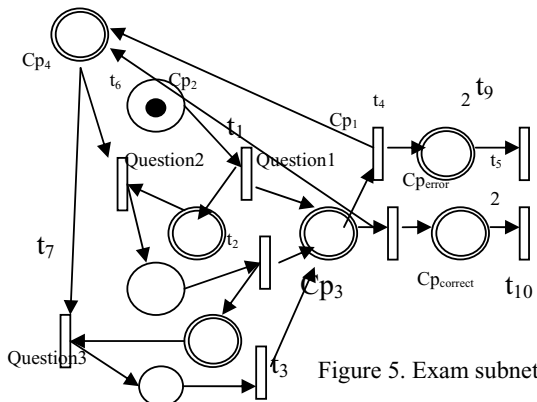 Cp4
t6
Cp2
t1
Cp1
t4
2
t9
Question2
Question1
Cperror
t5
t7
t2
2
Cp3
Cpcorrect
t10
Question3
t3
Figure 5. Exam subnet